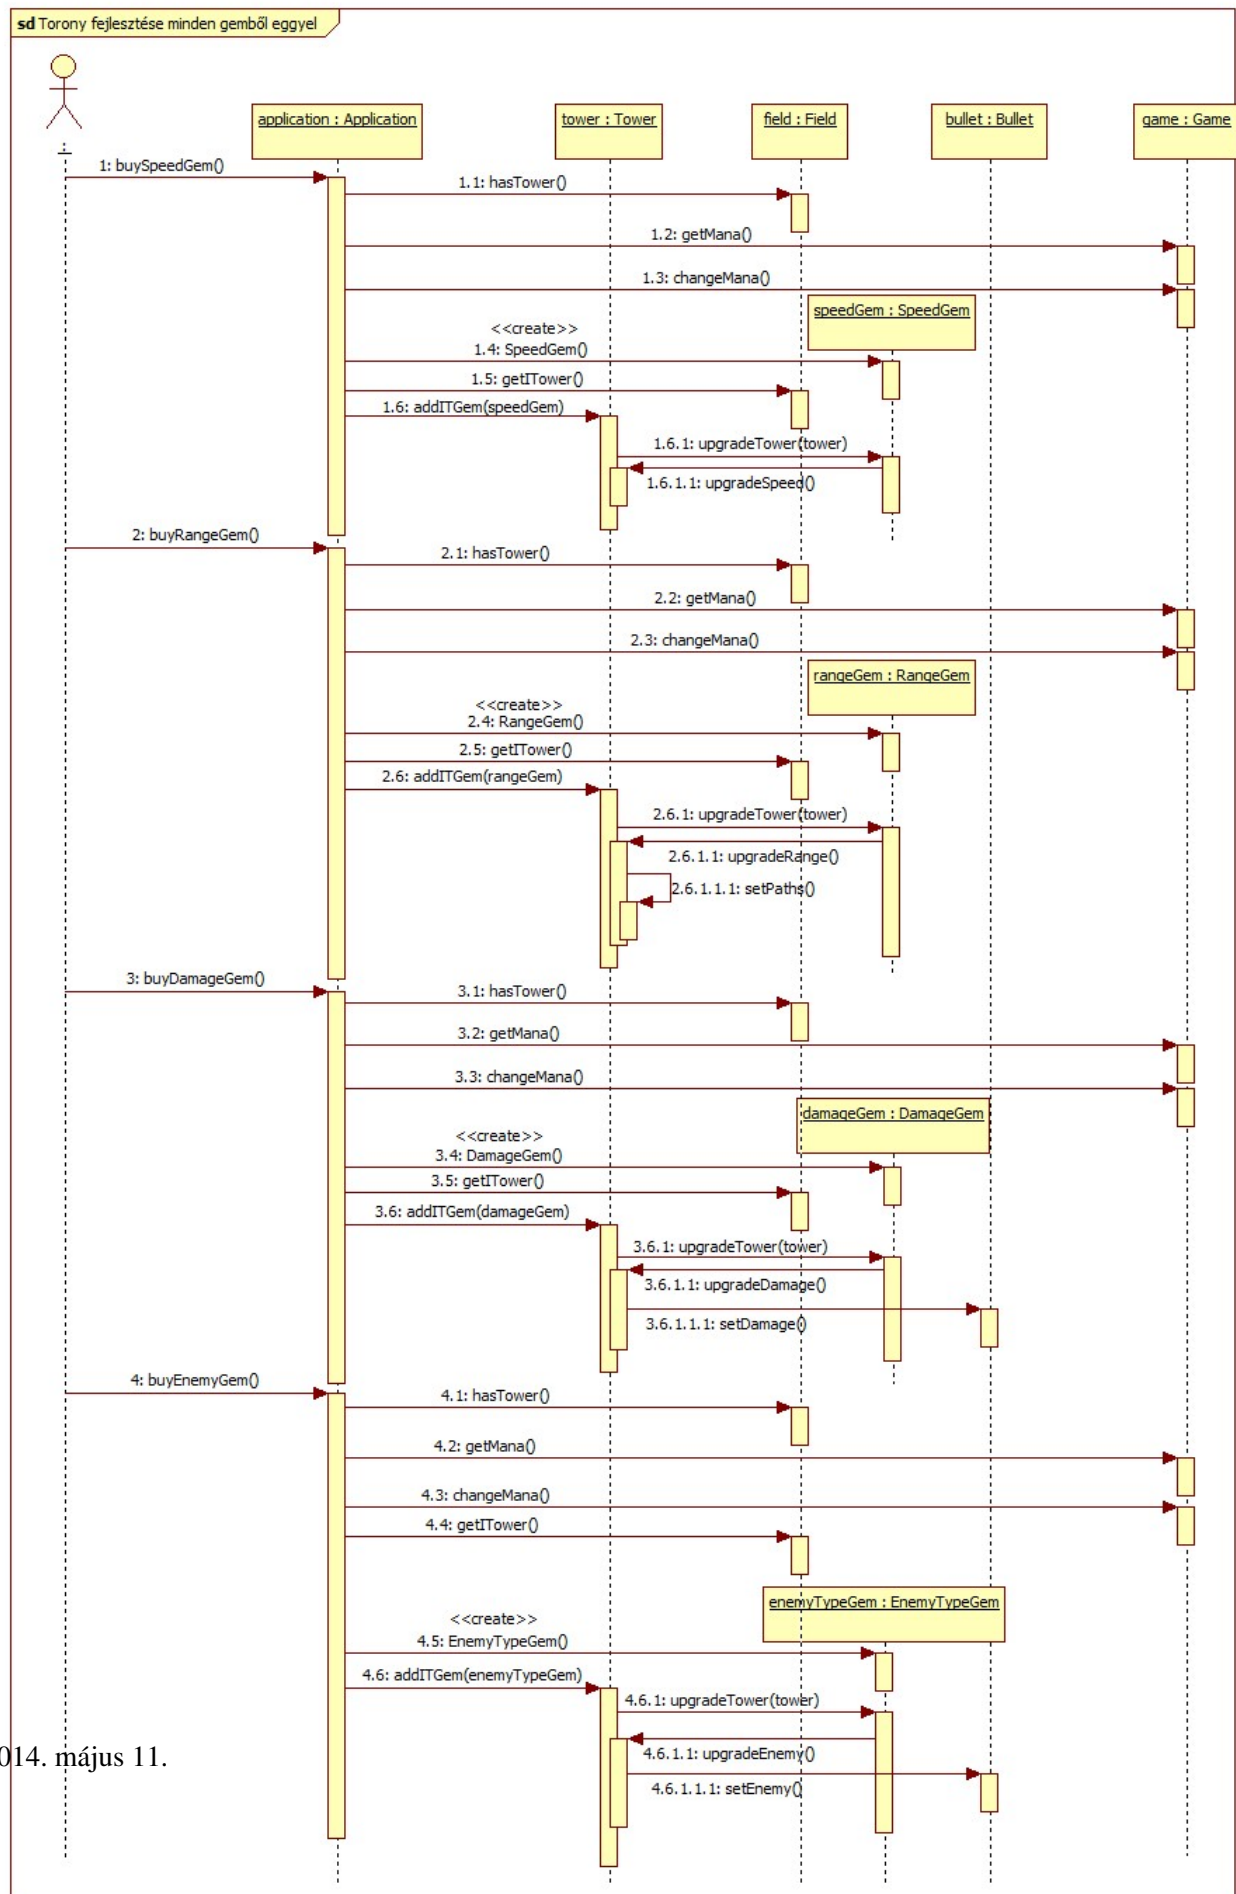 sd Torony fejlesztése minden gemből eggyel
:
application : Application
tower : Tower
field : Field
bullet : Bullet
game : Game
1: buySpeedGem()
1.1: hasTower()
1.2: getMana()
1.3: changeMana()
speedGem : SpeedGem
<<create>>
1.4: SpeedGem()
1.5: getITower()
1.6: addITGem(speedGem)
1.6.1: upgradeTower(tower)
1.6.1.1: upgradeSpeed()
2: buyRangeGem()
2.1: hasTower()
2.2: getMana()
2.3: changeMana()
rangeGem : RangeGem
<<create>>
2.4: RangeGem()
2.5: getITower()
2.6: addITGem(rangeGem)
2.6.1: upgradeTower(tower)
2.6.1.1: upgradeRange()
2.6.1.1.1: setPaths()
3: buyDamageGem()
3.1: hasTower()
3.2: getMana()
3.3: changeMana()
damageGem : DamageGem
<<create>>
3.4: DamageGem()
3.5: getITower()
3.6: addITGem(damageGem)
3.6.1: upgradeTower(tower)
3.6.1.1: upgradeDamage()
3.6.1.1.1: setDamage()
4: buyEnemyGem()
4.1: hasTower()
4.2: getMana()
4.3: changeMana()
4.4: getITower()
enemyTypeGem : EnemyTypeGem
<<create>>
4.5: EnemyTypeGem()
4.6: addITGem(enemyTypeGem)
4.6.1: upgradeTower(tower)
4.6.1.1: upgradeEnemy()
4.6.1.1.1: setEnemy()
014. május 11.